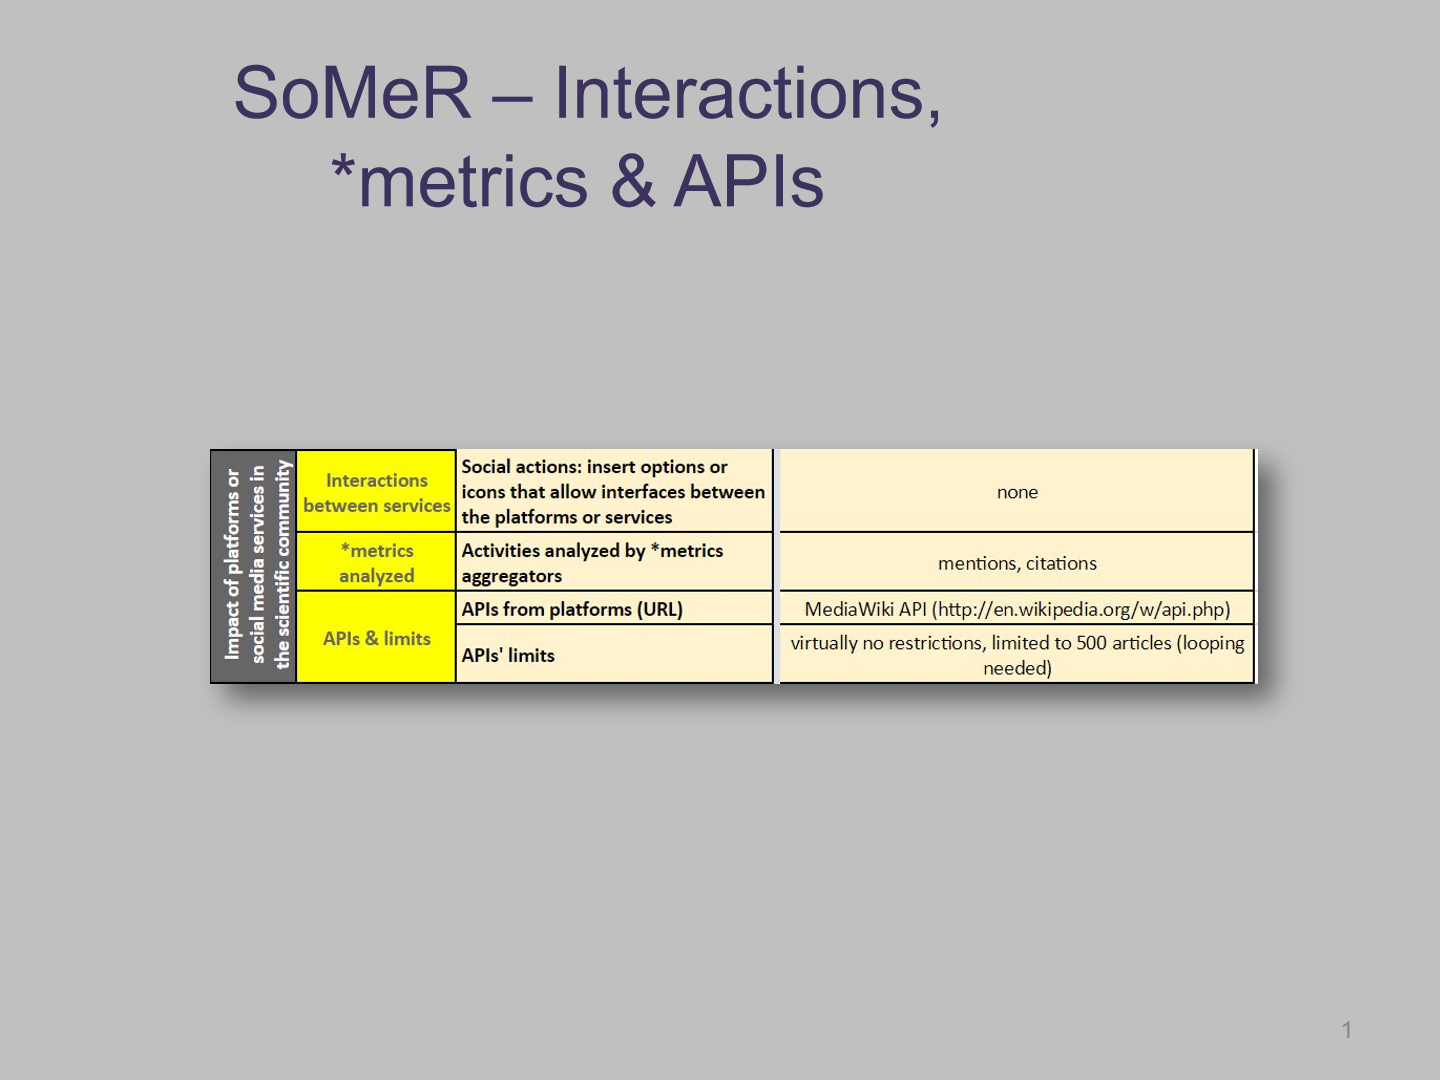 SoMeR – Interactions,
*metrics & APIs
Impact of platforms or
social media services in
the scientific community
Interactions
between services
Social actions: insert options or
icons that allow interfaces between
the platforms or services
none
*metrics
analyzed
Activities analyzed by *metrics
aggregators
mentions, citations
APIs & limits
APIs from platforms (URL)
MediaWiki API (http://en.wikipedia.org/w/api.php)
APIs' limits
virtually no restrictions, limited to 500 articles (looping
needed)
1